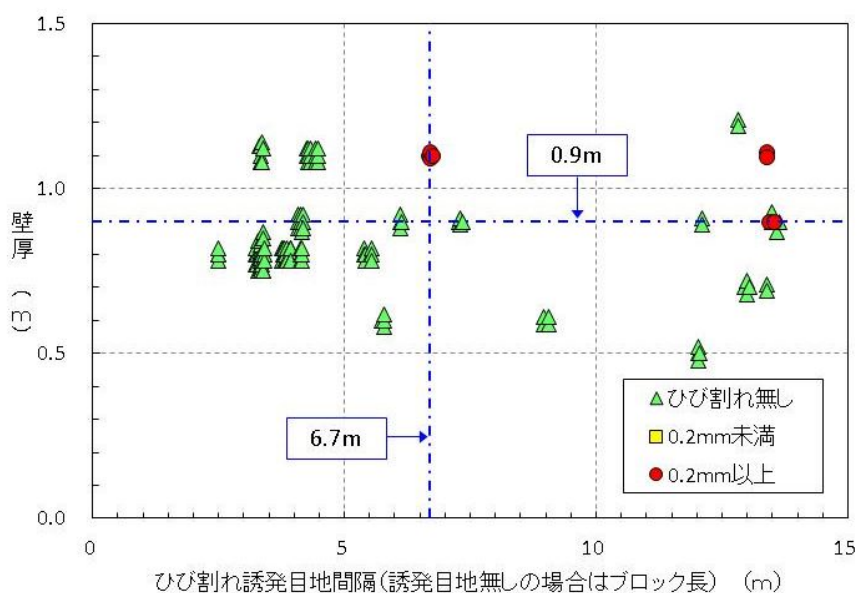 1.5
1.0
0.5
0.0
壁厚 (m)
0.9m
6.7m
ひび割れ無し
0.2mm未満
0.2mm以上
0 5 10 15
ひび割れ誘発目地間隔(誘発目地無しの場合はブロック長) (m)